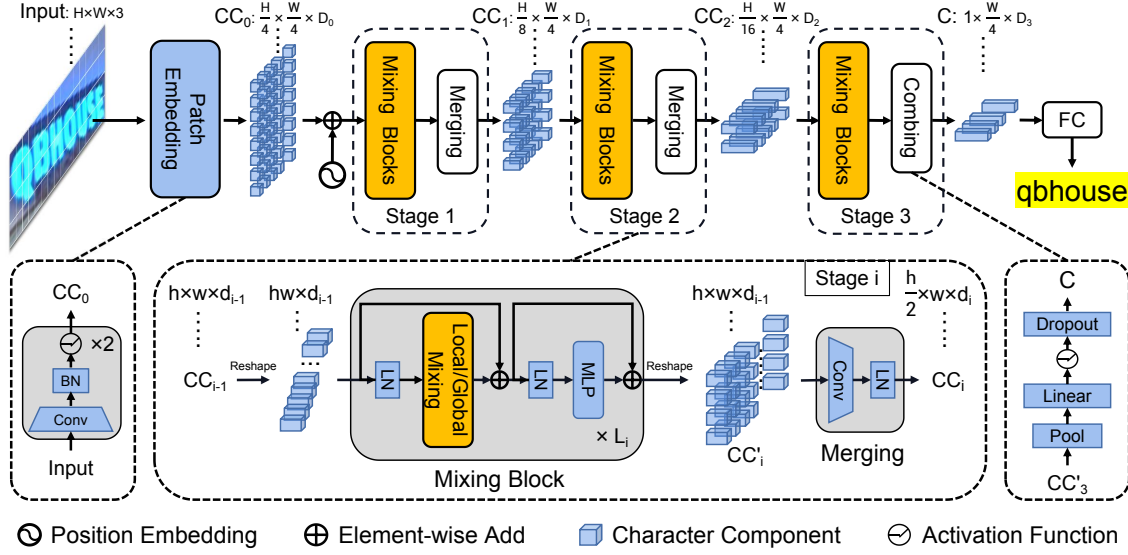 Input: H×W×3
CC₀: H/4 × W/4 × D₀
CC₁: H/8 × W/4 × D₁
CC₂: H/16 × W/4 × D₂
C: 1× W/4 × D₃
QBHOUSE
Patch
Embedding
Mixing Blocks
Merging
Stage 1
Mixing Blocks
Merging
Stage 2
Mixing Blocks
Combing
Stage 3
FC
qbhouse
CC₀
×2
BN
Conv
Input
Stage i
h×w×dᵢ₋₁
hw×dᵢ₋₁
h×w×dᵢ₋₁
h/2 ×w×dᵢ
CCᵢ₋₁
Reshape
LN
Local/Global
Mixing
LN
MLP
× Lᵢ
Mixing Block
Reshape
CC'ᵢ
Conv
LN
Merging
CCᵢ
C
Dropout
Linear
Pool
CC'₃
Position Embedding
Element-wise Add
Character Component
Activation Function